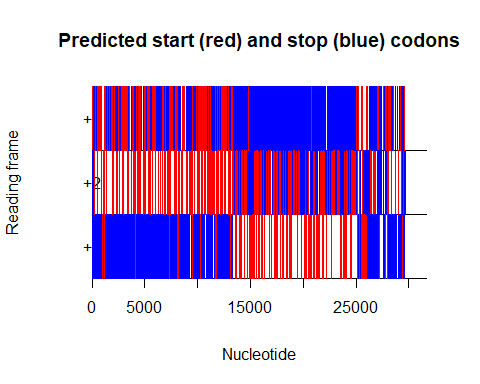 Predicted start (red) and stop (blue) codons
Reading frame
+
+2
+
0 5000 15000 25000
Nucleotide